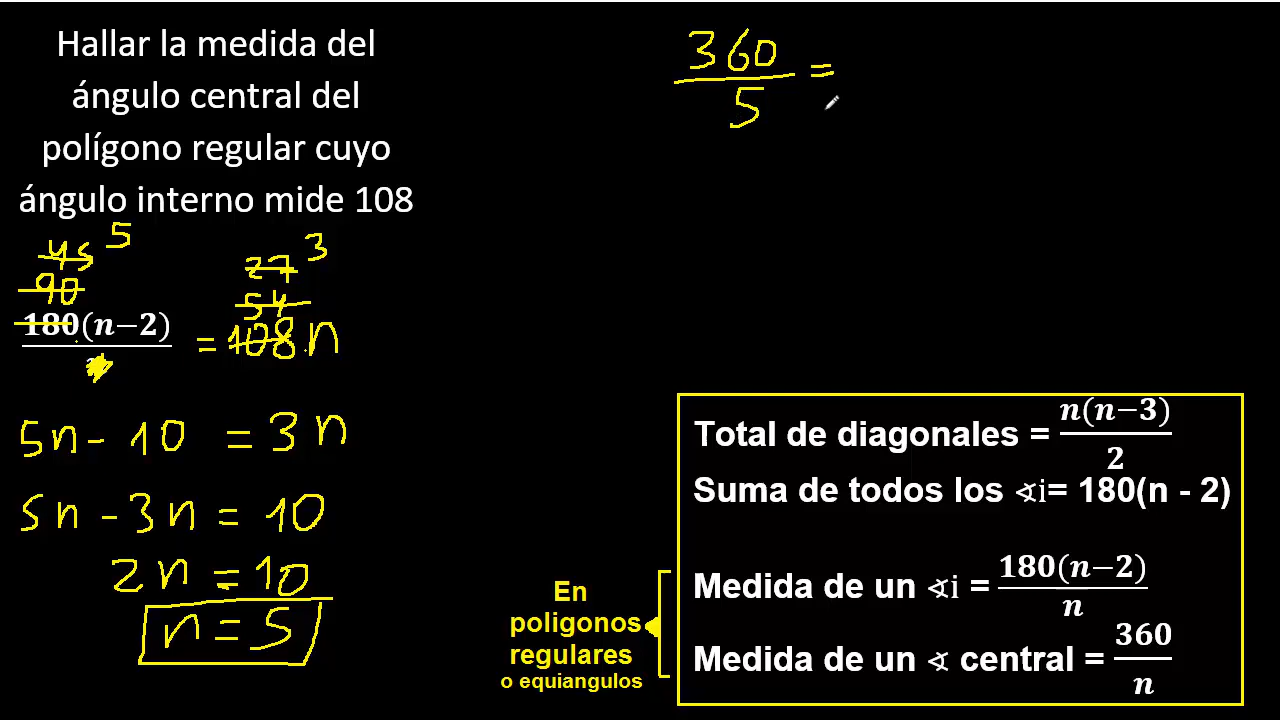 Hallar la medida del
ángulo central del
polígono regular cuyo
ángulo interno mide 108
45 5
90
27 3
54
180(n−2) = 108 n
5n - 10 = 3n
5n - 3n = 10
2n = 10
n = 5
360
5
=
Total de diagonales = n(n−3)
2
Suma de todos los ∢i= 180(n - 2)
En
poligonos
regulares
o equiangulos
Medida de un ∢i = 180(n−2)
n
Medida de un ∢ central = 360
n